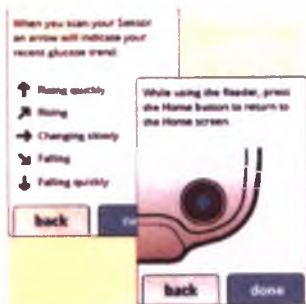 When you scan your Sensor
an arrow will indicate your
recent glucose trend:
Rising quickly
Rising
Changing slowly
Falling
Falling quickly
back
While using the Reader, press
the Home button to return to
the Home screen
back
done